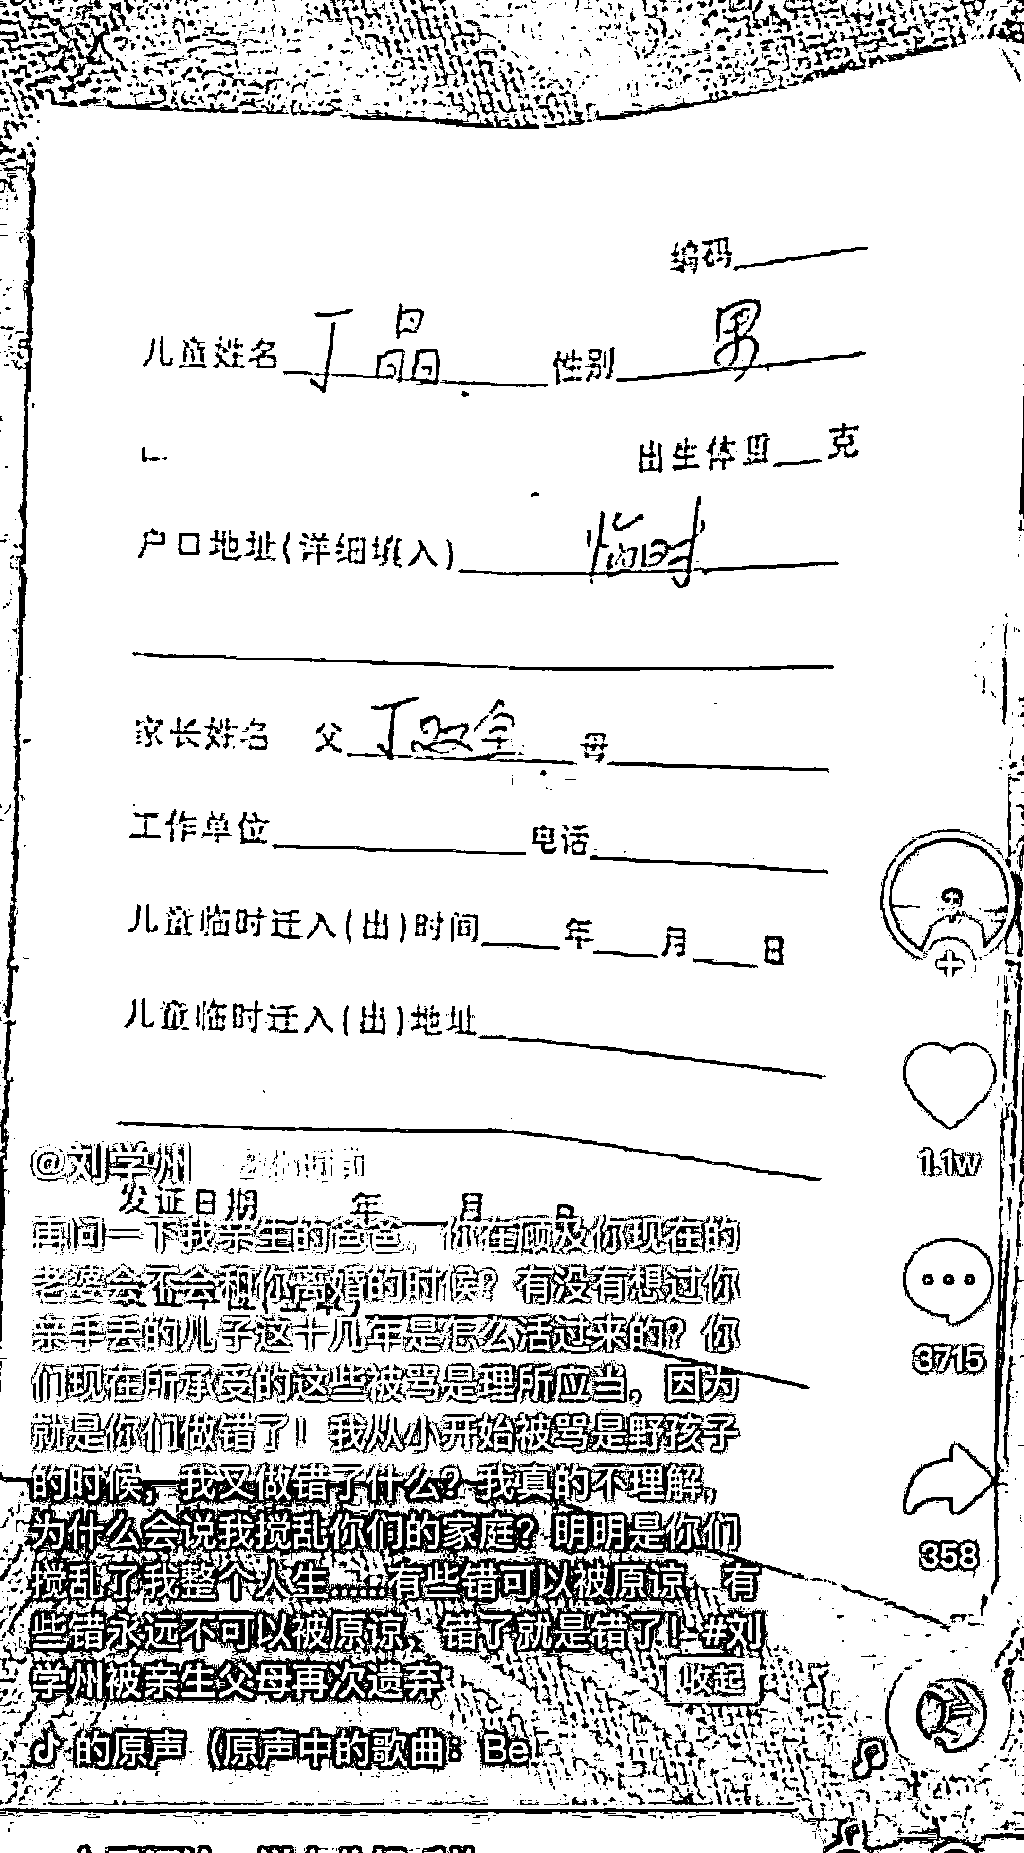 编码
儿童姓名 丁晶 性别 男
出生体重 克
户口地址(详细填入) 临时
家长姓名 父 丁双全 母
工作单位 电话
儿童临时迁入(出)时间 年 月 日
儿童临时迁入(出)地址
1.1w
@刘学州
发证日期 年 月 日
再问一下我亲生的爸爸，你在顾及你现在的
老婆会不会和你离婚的时候？有没有想过你
亲手丢的儿子这十几年是怎么活过来的？你
3715
们现在所承受的这些被骂是理所应当，因为
就是你们做错了！我从小开始被骂是野孩子
的时候，我又做错了什么？我真的不理解，
为什么会说我搅乱你们的家庭？明明是你们
358
搅乱了我整个人生……有些错可以被原谅，有
些错永远不可以被原谅，错了就是错了！#刘
学州被亲生父母再次遗弃 收起
的原声（原声中的歌曲：Be